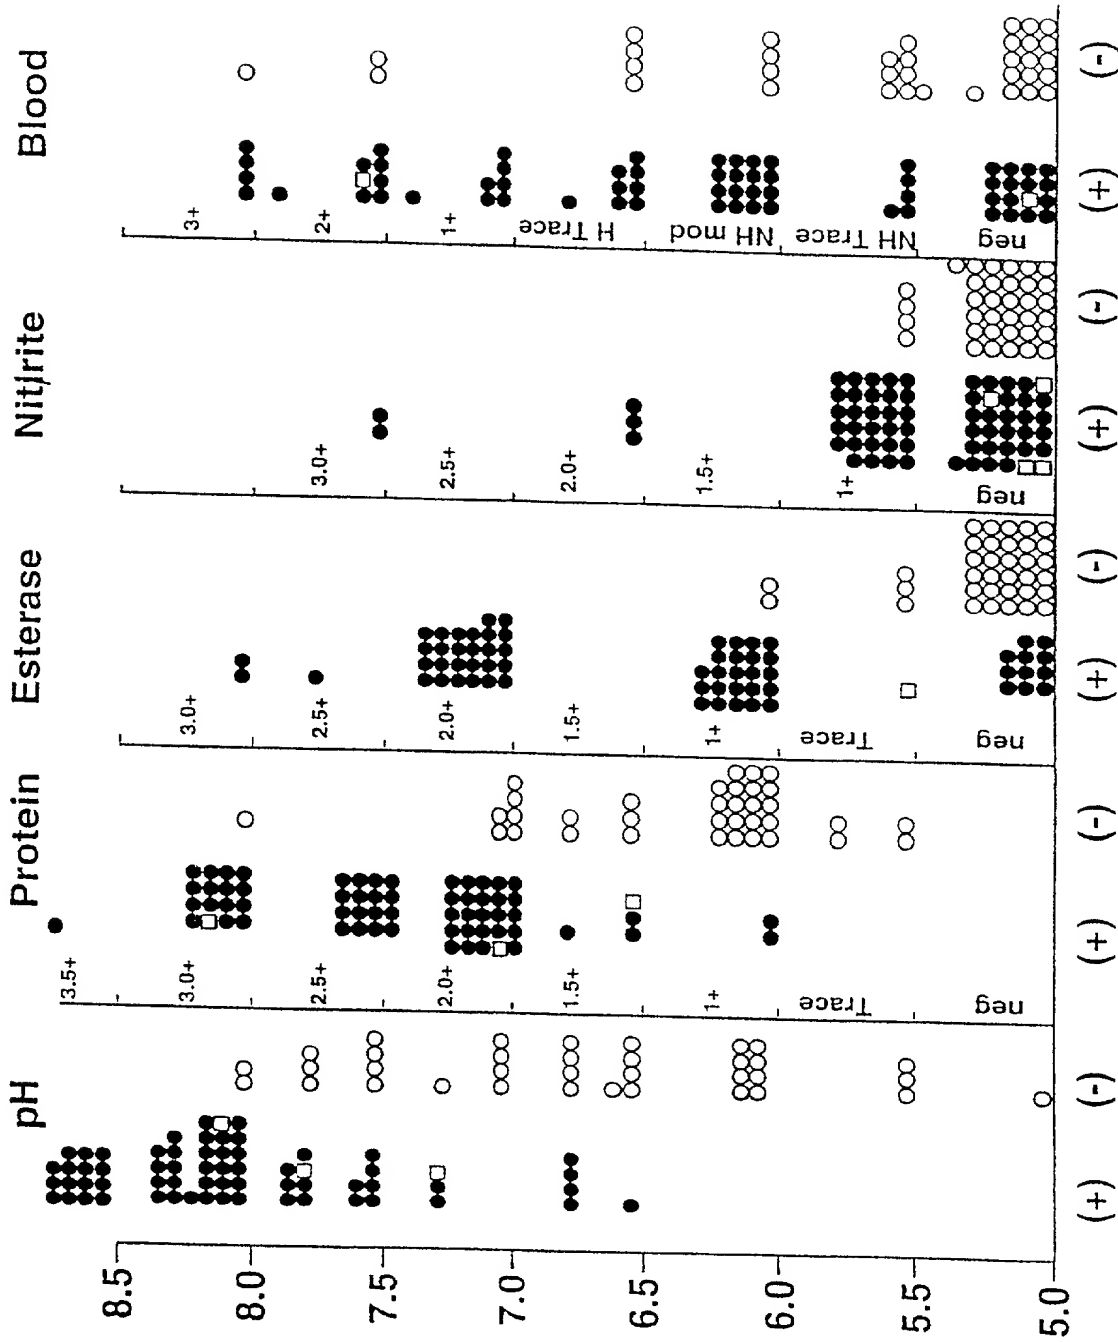 pH Protein Esterase Nitrite Blood
8.5
8.0
7.5
7.0
6.5
6.0
5.5
5.0
3.5+
3.0+
2.5+
2.0+
1.5+
1+
Trace
neg
3.0+
2.5+
2.0+
1.5+
1+
Trace
neg
3.0+
2.5+
2.0+
1.5+
1+
neg
3+
2+
1+
H Trace
NH mod
NH Trace
neg
(+) (-) (+) (-) (+) (-) (+) (-) (+) (-)